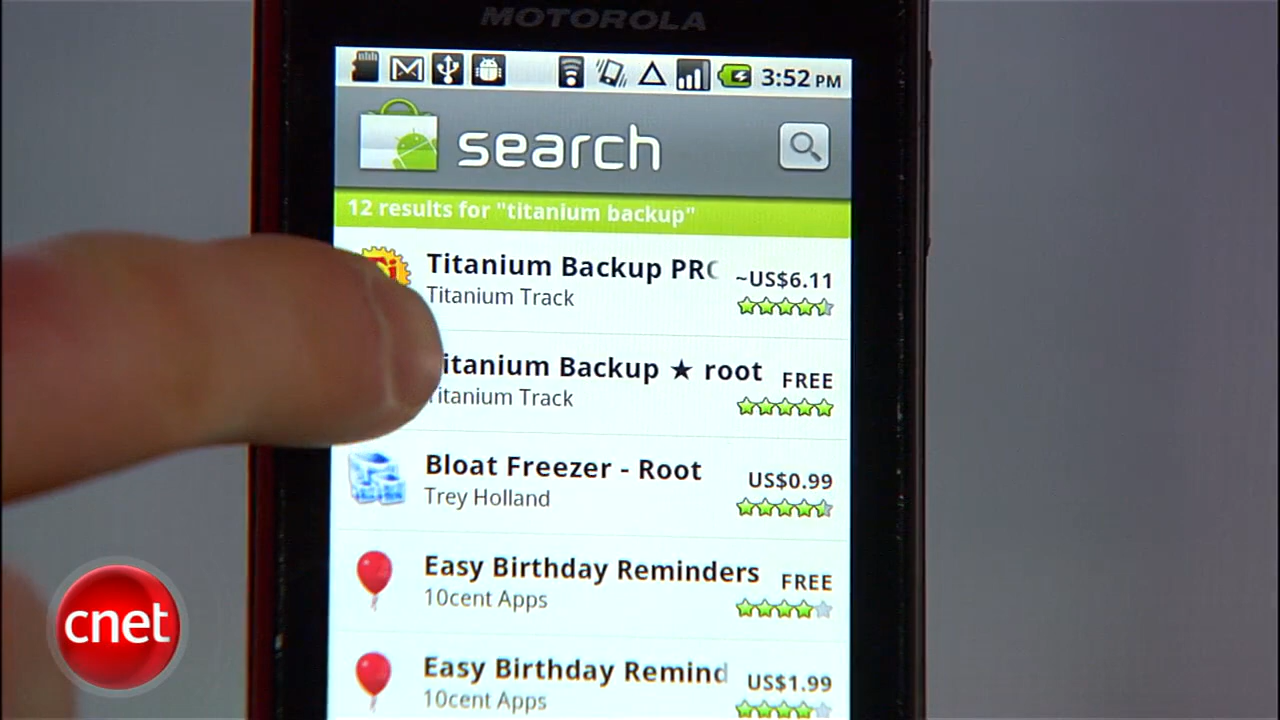 MOTOROLA
3:52 PM
search
12 results for "titanium backup"
Titanium Backup PRO
~US$6.11
Titanium Track
itanium Backup ★ root
FREE
itanium Track
Bloat Freezer - Root
US$0.99
Trey Holland
Easy Birthday Reminders
FREE
10cent Apps
Easy Birthday Remind
US$1.99
10cent Apps
cnet